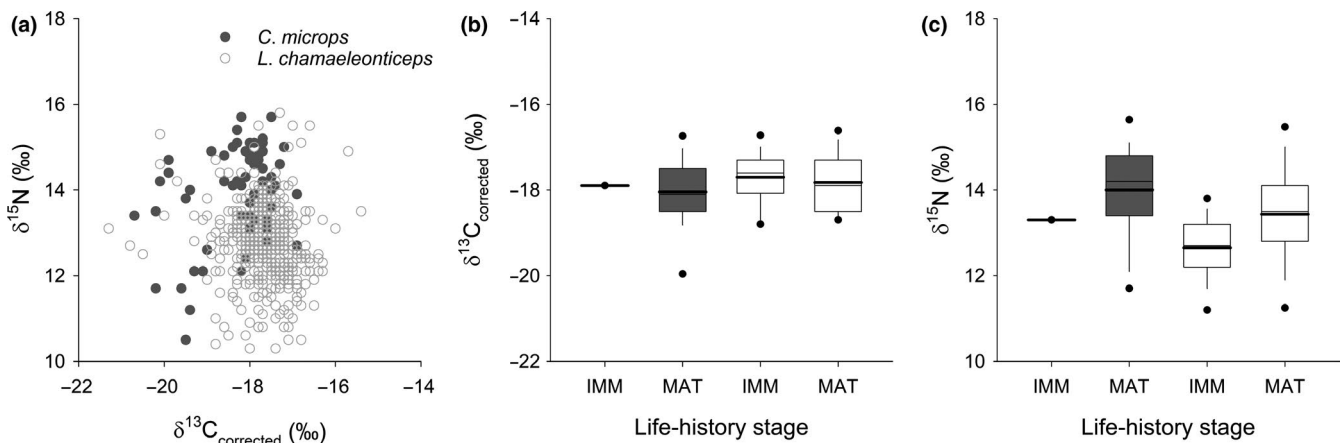 (a)
C. microps
L. chamaeleonticeps
18
16
14
12
10
δ15N (‰)
−22
−20
−18
−16
−14
δ13Ccorrected (‰)
(b)
−14
−16
−18
−20
−22
δ13Ccorrected (‰)
IMM
MAT
IMM
MAT
Life-history stage
(c)
18
16
14
12
10
δ15N (‰)
IMM
MAT
IMM
MAT
Life-history stage